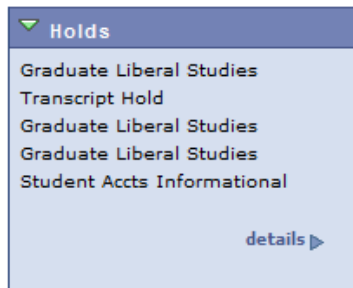 Holds
Graduate Liberal Studies
Transcript Hold
Graduate Liberal Studies
Graduate Liberal Studies
Student Accts Informational
details